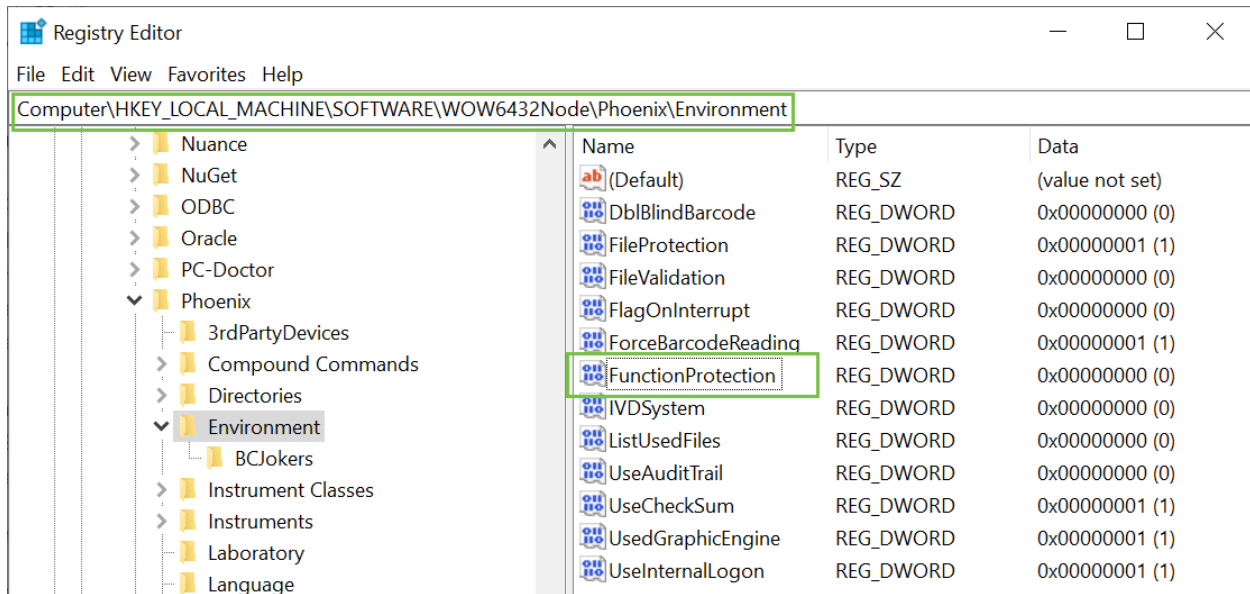 Registry Editor
File Edit View Favorites Help
Computer\HKEY_LOCAL_MACHINE\SOFTWARE\WOW6432Node\Phoenix\Environment
Nuance
NuGet
ODBC
Oracle
PC-Doctor
Phoenix
3rdPartyDevices
Compound Commands
Directories
Environment
BCJokers
Instrument Classes
Instruments
Laboratory
Language
Name Type Data
(Default) REG_SZ (value not set)
DblBlindBarcode REG_DWORD 0x00000000 (0)
FileProtection REG_DWORD 0x00000001 (1)
FileValidation REG_DWORD 0x00000000 (0)
FlagOnInterrupt REG_DWORD 0x00000000 (0)
ForceBarcodeReading REG_DWORD 0x00000001 (1)
FunctionProtection REG_DWORD 0x00000000 (0)
IVDSystem REG_DWORD 0x00000000 (0)
ListUsedFiles REG_DWORD 0x00000000 (0)
UseAuditTrail REG_DWORD 0x00000000 (0)
UseCheckSum REG_DWORD 0x00000001 (1)
UsedGraphicEngine REG_DWORD 0x00000001 (1)
UseInternalLogon REG_DWORD 0x00000001 (1)